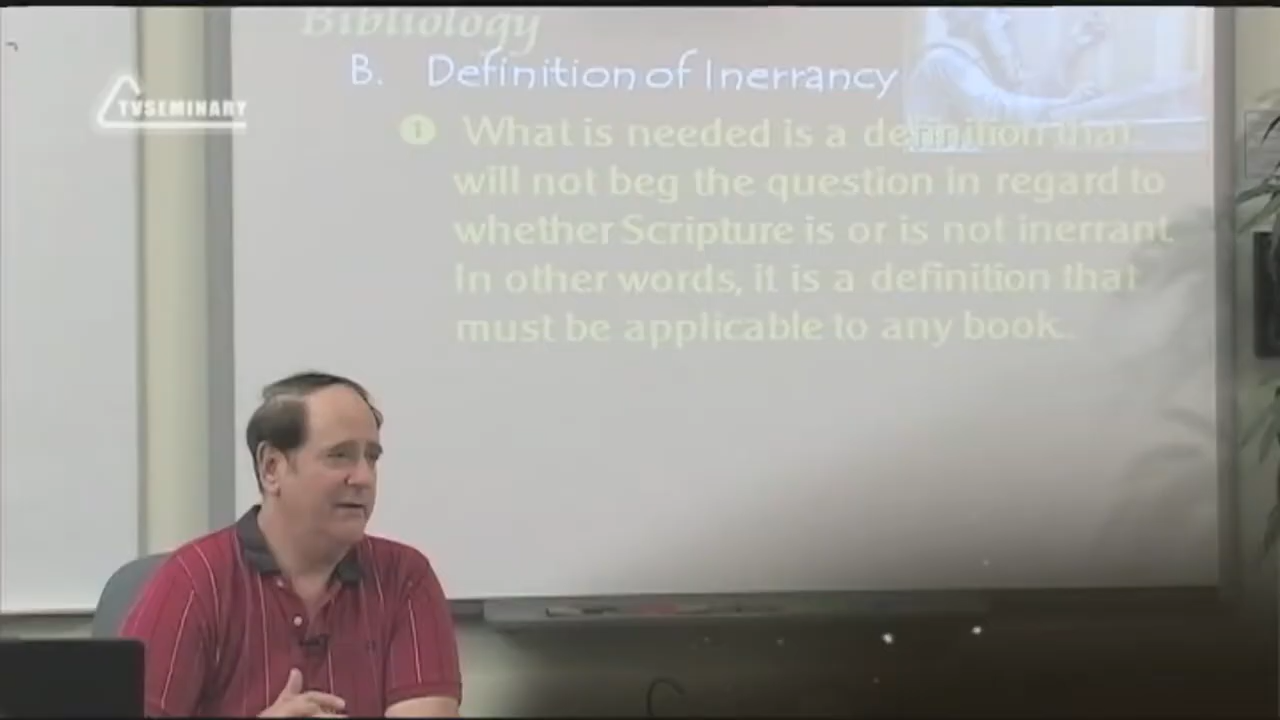 Bibliology
TVSEMINARY
B. Definition of Inerrancy
1 What is needed is a definition that
will not beg the question in regard to
whether Scripture is or is not inerrant.
In other words, it is a definition that
must be applicable to any book.